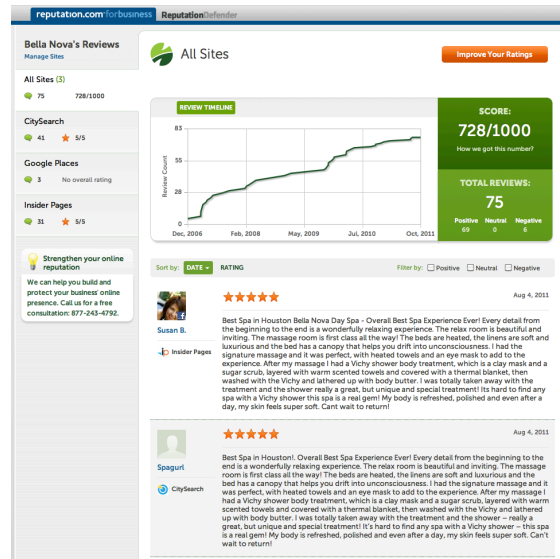 reputation.com forbusiness ReputationDefender
Bella Nova's Reviews
Manage Sites
All Sites (3)
75 728/1000
CitySearch
41 5/5
Google Places
3 No overall rating
Insider Pages
31 5/5
Strengthen your online
reputation
We can help you build and
protect your business' online
presence. Call us for a free
consultation: 877-243-4792.
All Sites
Improve Your Ratings
REVIEW TIMELINE
Review Count
83
55
28
0
Dec, 2006 Feb, 2008 May, 2009 Jul, 2010 Oct, 2011
SCORE:
728/1000
How we got this number?
TOTAL REVIEWS:
75
Positive Neutral Negative
69 0 6
Sort by: DATE RATING Filter by: Positive Neutral Negative
Susan B.
Insider Pages
Aug 4, 2011
Best Spa in Houston Bella Nova Day Spa - Overall Best Spa Experience Ever! Every detail from
the beginning to the end is a wonderfully relaxing experience. The relax room is beautiful and
inviting. The massage room is first class all the way! The beds are heated, the linens are soft and
luxurious and the bed has a canopy that helps you drift into unconsciousness. I had the
signature massage and it was perfect, with heated towels and an eye mask to add to the
experience. After my massage I had a Vichy shower body treatment, which is a clay mask and a
sugar scrub, layered with warm scented towels and covered with a thermal blanket, then
washed with the Vichy and lathered up with body butter. I was totally taken away with the
treatment and the shower really a great, but unique and special treatment! Its hard to find any
spa with a Vichy shower this spa is a real gem! My body is refreshed, polished and even after a
day, my skin feels super soft. Cant wait to return!
Spagurl
CitySearch
Aug 4, 2011
Best Spa in Houston!. Overall Best Spa Experience Ever! Every detail from the beginning to the
end is a wonderfully relaxing experience. The relax room is beautiful and inviting. The massage
room is first class all the way! The beds are heated, the linens are soft and luxurious and the
bed has a canopy that helps you drift into unconsciousness. I had the signature massage and it
was perfect, with heated towels and an eye mask to add to the experience. After my massage I
had a Vichy shower body treatment, which is a clay mask and a sugar scrub, layered with warm
scented towels and covered with a thermal blanket, then washed with the Vichy and lathered
up with body butter. I was totally taken away with the treatment and the shower – really a
great, but unique and special treatment! It's hard to find any spa with a Vichy shower – this spa
is a real gem! My body is refreshed, polished and even after a day, my skin feels super soft. Can't
wait to return!